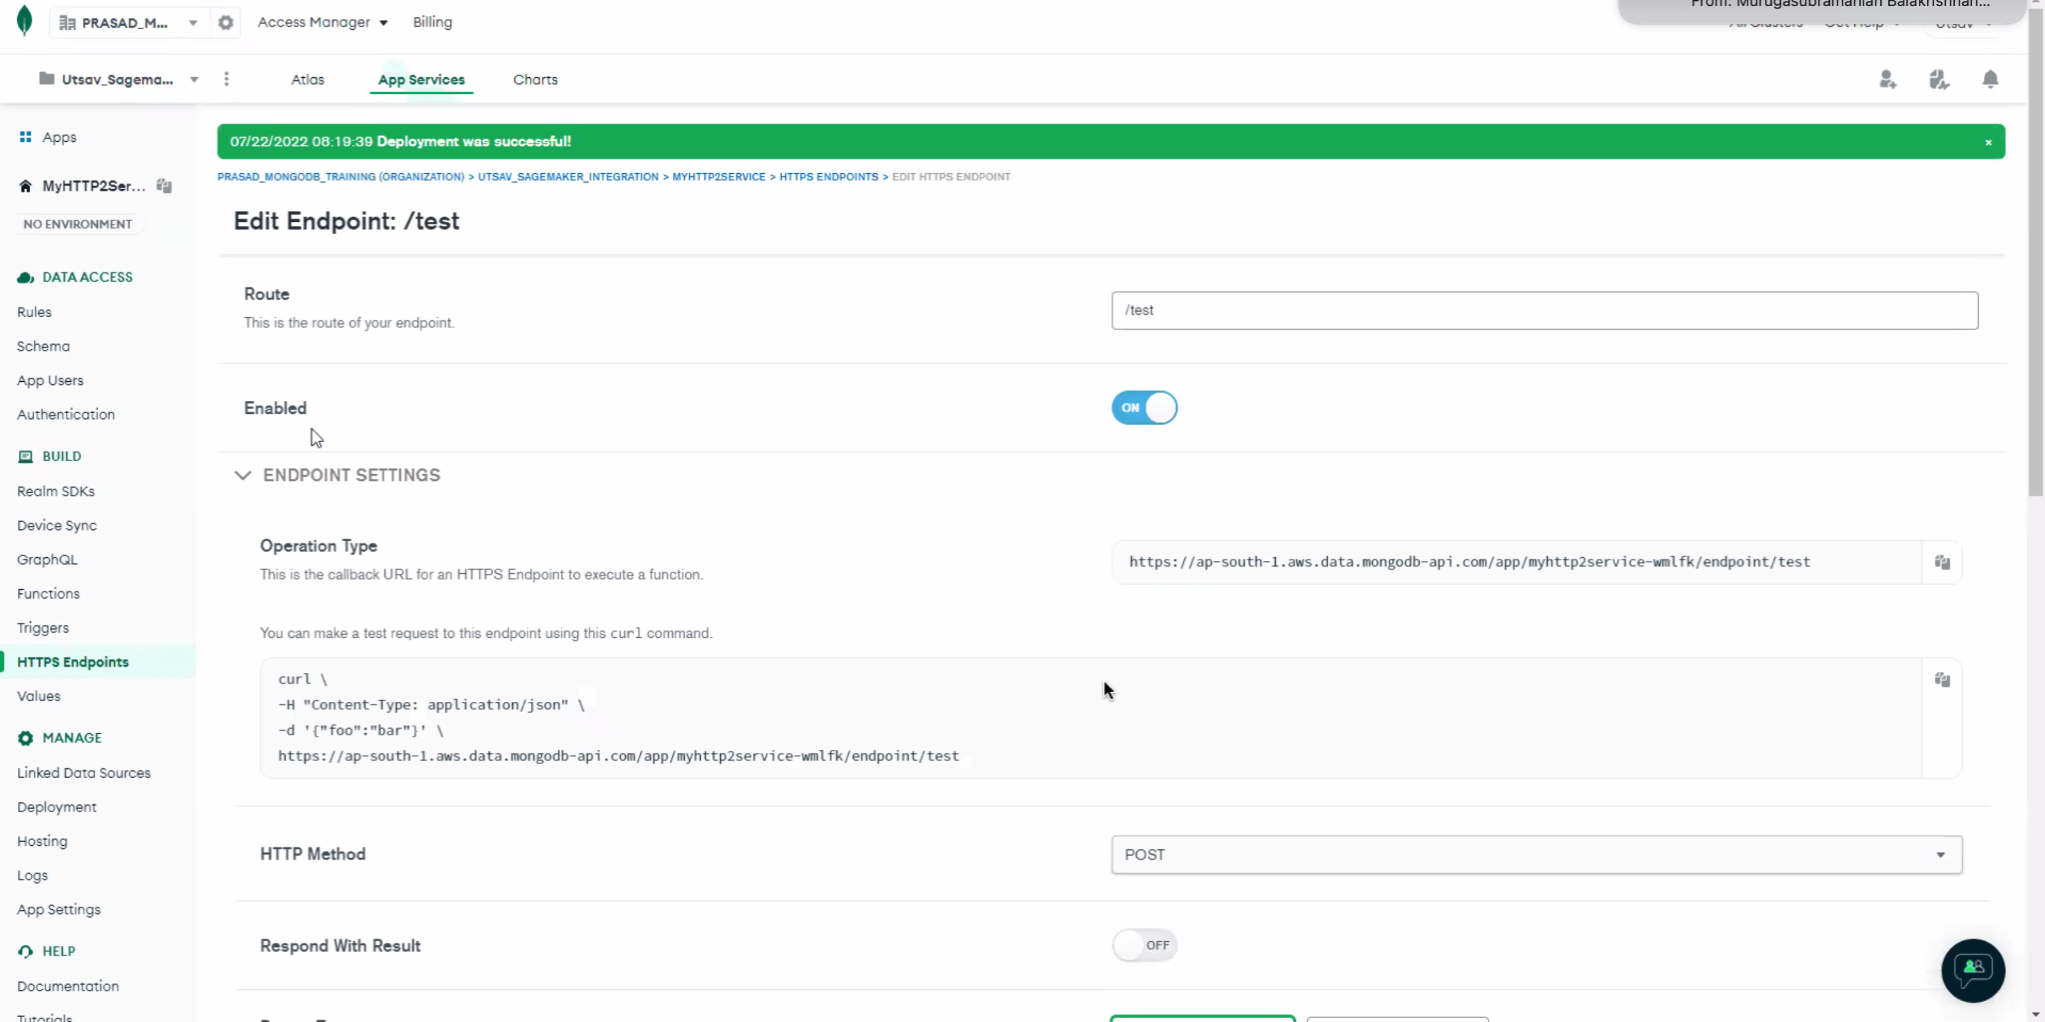 From: Murugasubramanian Balakrishnan...
PRASAD_M...
Access Manager
Billing
All Clusters
Get Help
Utsav
Utsav_Sagema...
Atlas
App Services
Charts
Apps
MyHTTP2Ser...
NO ENVIRONMENT
DATA ACCESS
Rules
Schema
App Users
Authentication
BUILD
Realm SDKs
Device Sync
GraphQL
Functions
Triggers
HTTPS Endpoints
Values
MANAGE
Linked Data Sources
Deployment
Hosting
Logs
App Settings
HELP
Documentation
Tutorials
07/22/2022 08:19:39 Deployment was successful!
PRASAD_MONGODB_TRAINING (ORGANIZATION) > UTSAV_SAGEMAKER_INTEGRATION > MYHTTP2SERVICE > HTTPS ENDPOINTS > EDIT HTTPS ENDPOINT
Edit Endpoint: /test
Route
This is the route of your endpoint.
/test
Enabled
ON
ENDPOINT SETTINGS
Operation Type
This is the callback URL for an HTTPS Endpoint to execute a function.
https://ap-south-1.aws.data.mongodb-api.com/app/myhttp2service-wmlfk/endpoint/test
You can make a test request to this endpoint using this curl command.
curl \
-H "Content-Type: application/json" \
-d '{"foo":"bar"}' \
https://ap-south-1.aws.data.mongodb-api.com/app/myhttp2service-wmlfk/endpoint/test
HTTP Method
POST
Respond With Result
OFF